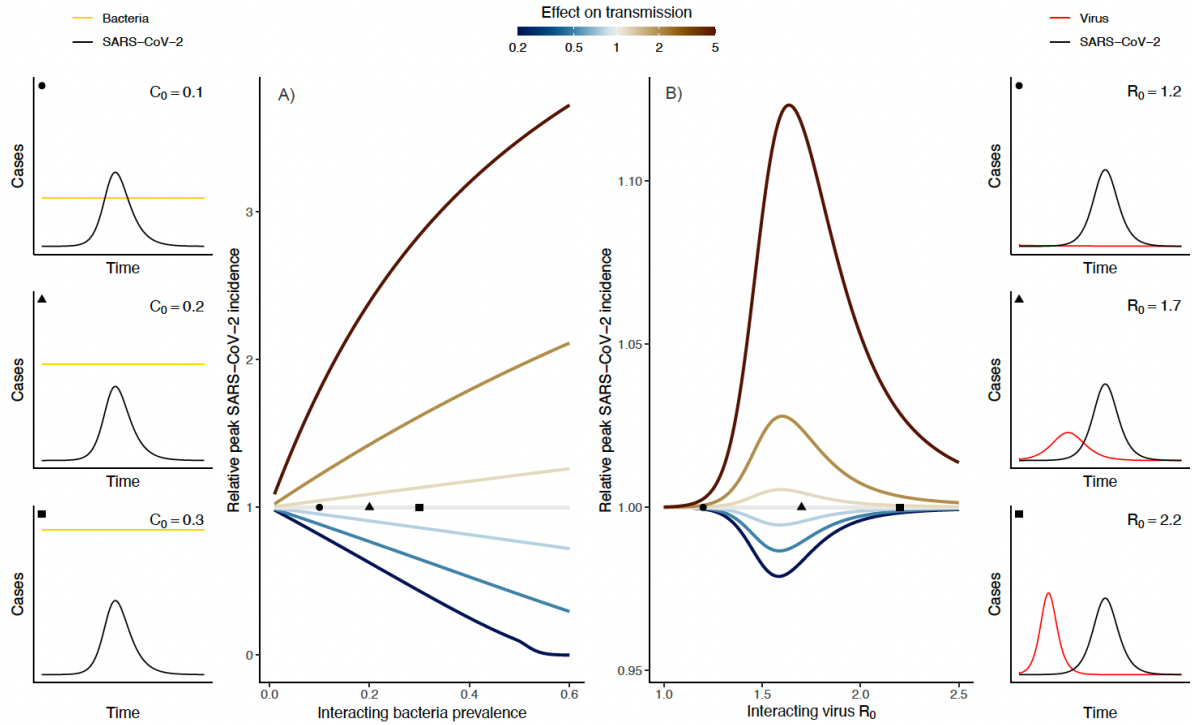 Bacteria
SARS−CoV−2
Effect on transmission
0.2 0.5 1 2 5
Virus
SARS−CoV−2
C₀ = 0.1
Cases
Time
C₀ = 0.2
Cases
Time
C₀ = 0.3
Cases
Time
A)
Relative peak SARS−CoV−2 incidence
3
2
1
0
0.0 0.2 0.4 0.6
Interacting bacteria prevalence
B)
Relative peak SARS−CoV−2 incidence
1.10
1.05
1.00
0.95
1.0 1.5 2.0 2.5
Interacting virus R₀
R₀ = 1.2
Cases
Time
R₀ = 1.7
Cases
Time
R₀ = 2.2
Cases
Time